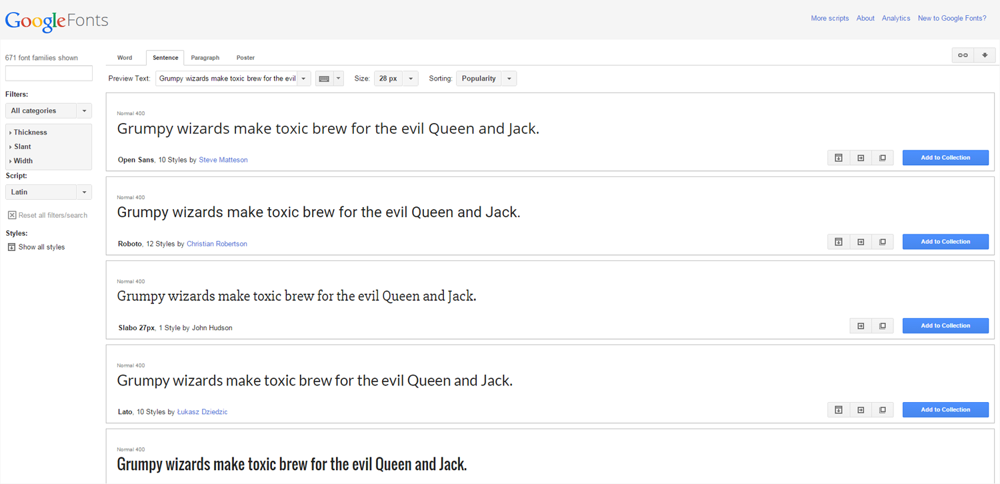 Google Fonts
More scripts About Analytics New to Google Fonts?
671 font families shown
Filters:
All categories
Thickness
Slant
Width
Script:
Latin
Reset all filters/search
Styles:
Show all styles
Word Sentence Paragraph Poster
Preview Text: Grumpy wizards make toxic brew for the evil Size: 28 px Sorting: Popularity
Normal 400
Grumpy wizards make toxic brew for the evil Queen and Jack.
Open Sans, 10 Styles by Steve Matteson
Add to Collection
Normal 400
Grumpy wizards make toxic brew for the evil Queen and Jack.
Roboto, 12 Styles by Christian Robertson
Add to Collection
Normal 400
Grumpy wizards make toxic brew for the evil Queen and Jack.
Slabo 27px, 1 Style by John Hudson
Add to Collection
Normal 400
Grumpy wizards make toxic brew for the evil Queen and Jack.
Lato, 10 Styles by Łukasz Dziedzic
Add to Collection
Normal 400
Grumpy wizards make toxic brew for the evil Queen and Jack.